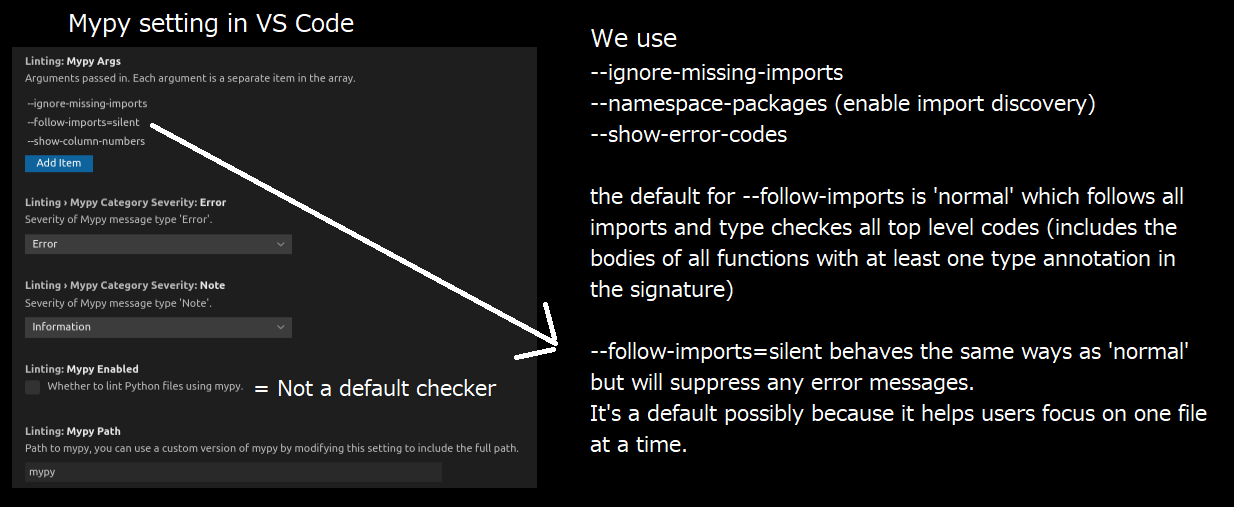 Mypy setting in VS Code
Linting: Mypy Args
Arguments passed in. Each argument is a separate item in the array.
--ignore-missing-imports
--follow-imports=silent
--show-column-numbers
Add Item
Linting › Mypy Category Severity: Error
Severity of Mypy message type 'Error'.
Error
Linting › Mypy Category Severity: Note
Severity of Mypy message type 'Note'.
Information
Linting: Mypy Enabled
Whether to lint Python files using mypy.
= Not a default checker
Linting: Mypy Path
Path to mypy, you can use a custom version of mypy by modifying this setting to include the full path.
mypy
We use
--ignore-missing-imports
--namespace-packages (enable import discovery)
--show-error-codes
the default for --follow-imports is 'normal' which follows all
imports and type checkes all top level codes (includes the
bodies of all functions with at least one type annotation in
the signature)
--follow-imports=silent behaves the same ways as 'normal'
but will suppress any error messages.
It's a default possibly because it helps users focus on one file
at a time.